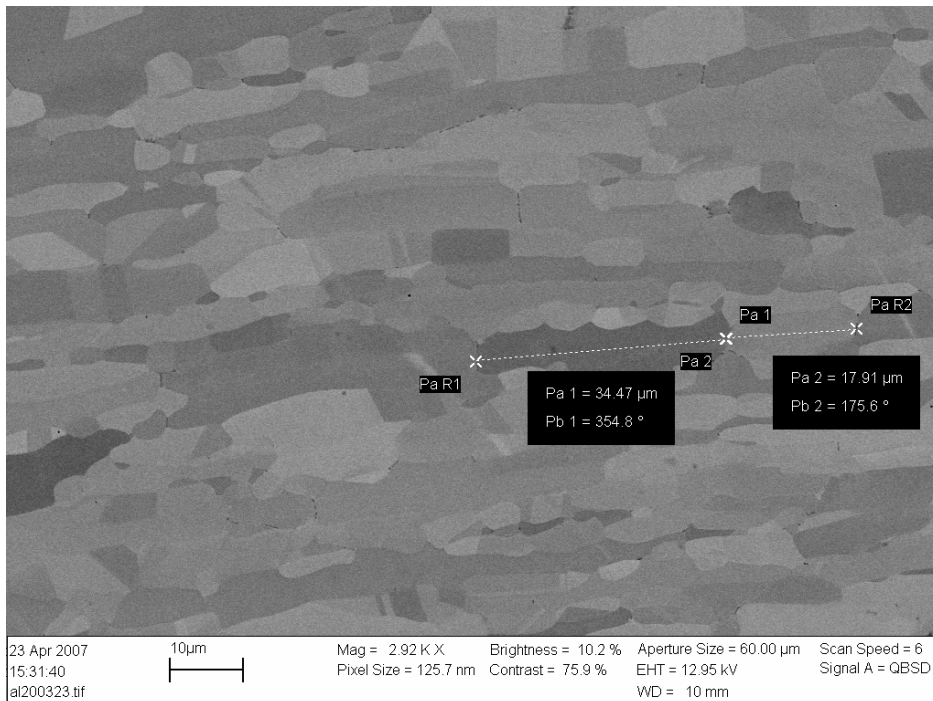 Pa R2
Pa 1
Pa 2
Pa R1
Pa 1 = 34.47 µm
Pb 1 = 354.8 °
Pa 2 = 17.91 µm
Pb 2 = 175.6 °
23 Apr 2007
15:31:40
al200323.tif
10µm
Mag = 2.92 K X
Pixel Size = 125.7 nm
Brightness = 10.2 %
Contrast = 75.9 %
Aperture Size = 60.00 µm
EHT = 12.95 kV
WD = 10 mm
Scan Speed = 6
Signal A = QBSD